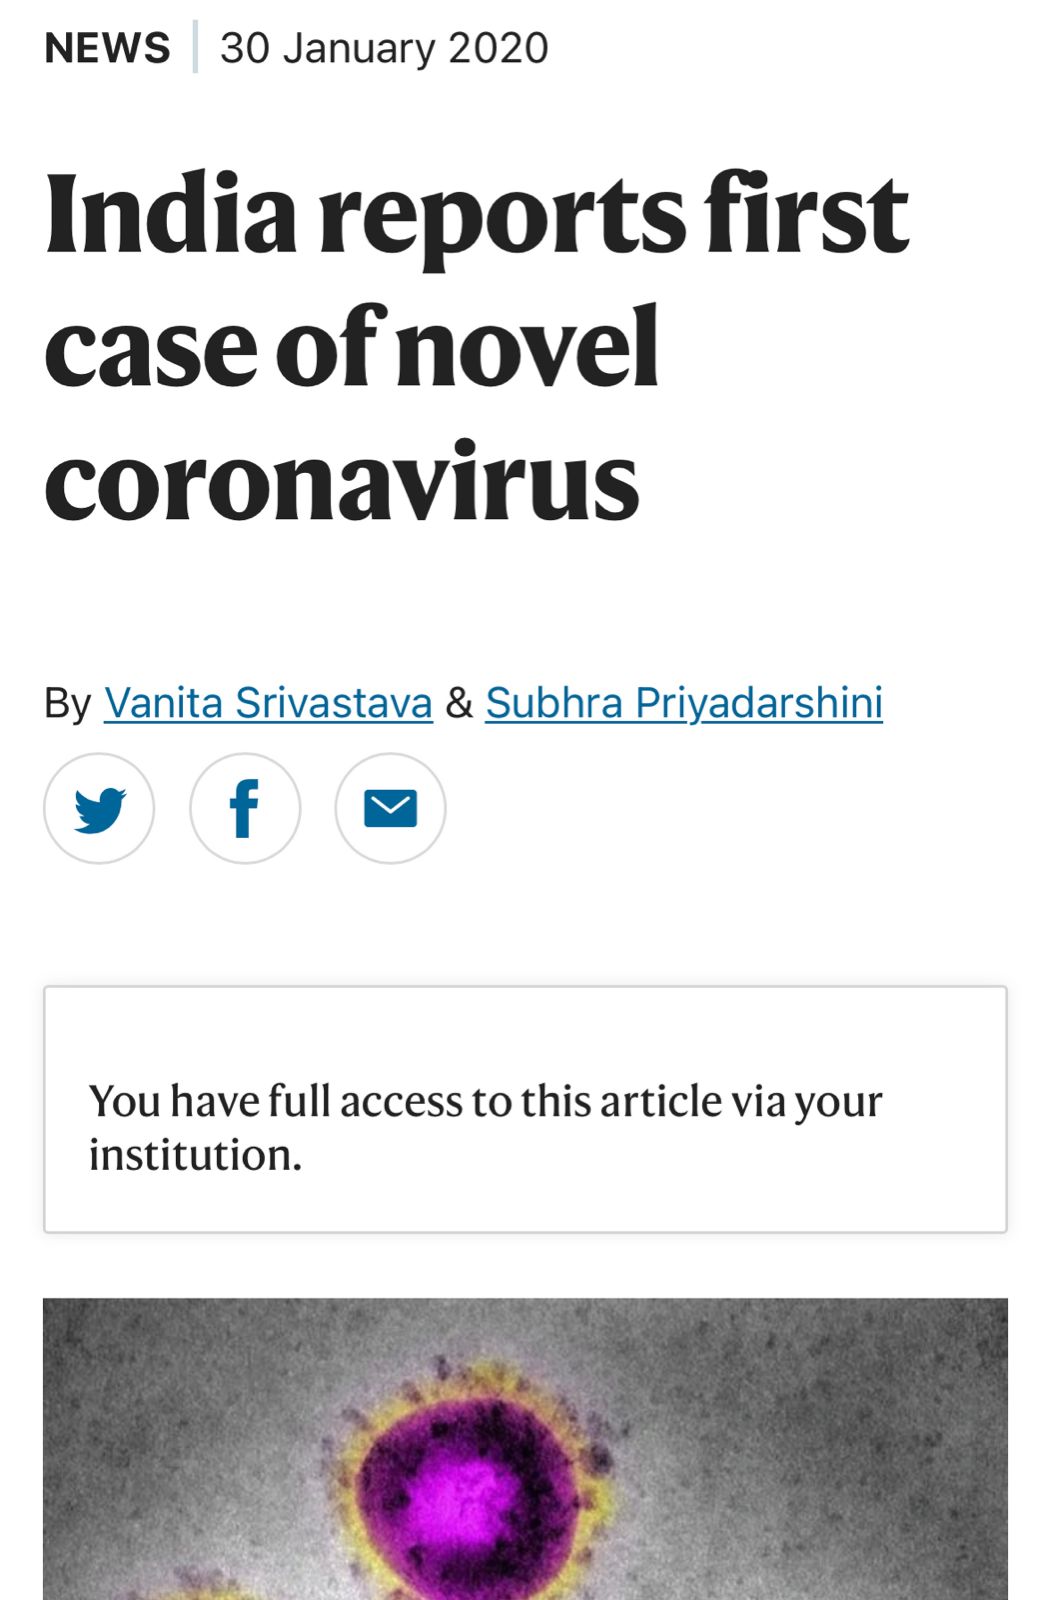 NEWS | 30 January 2020
India reports first
case of novel
coronavirus
By Vanita Srivastava & Subhra Priyadarshini
You have full access to this article via your
institution.